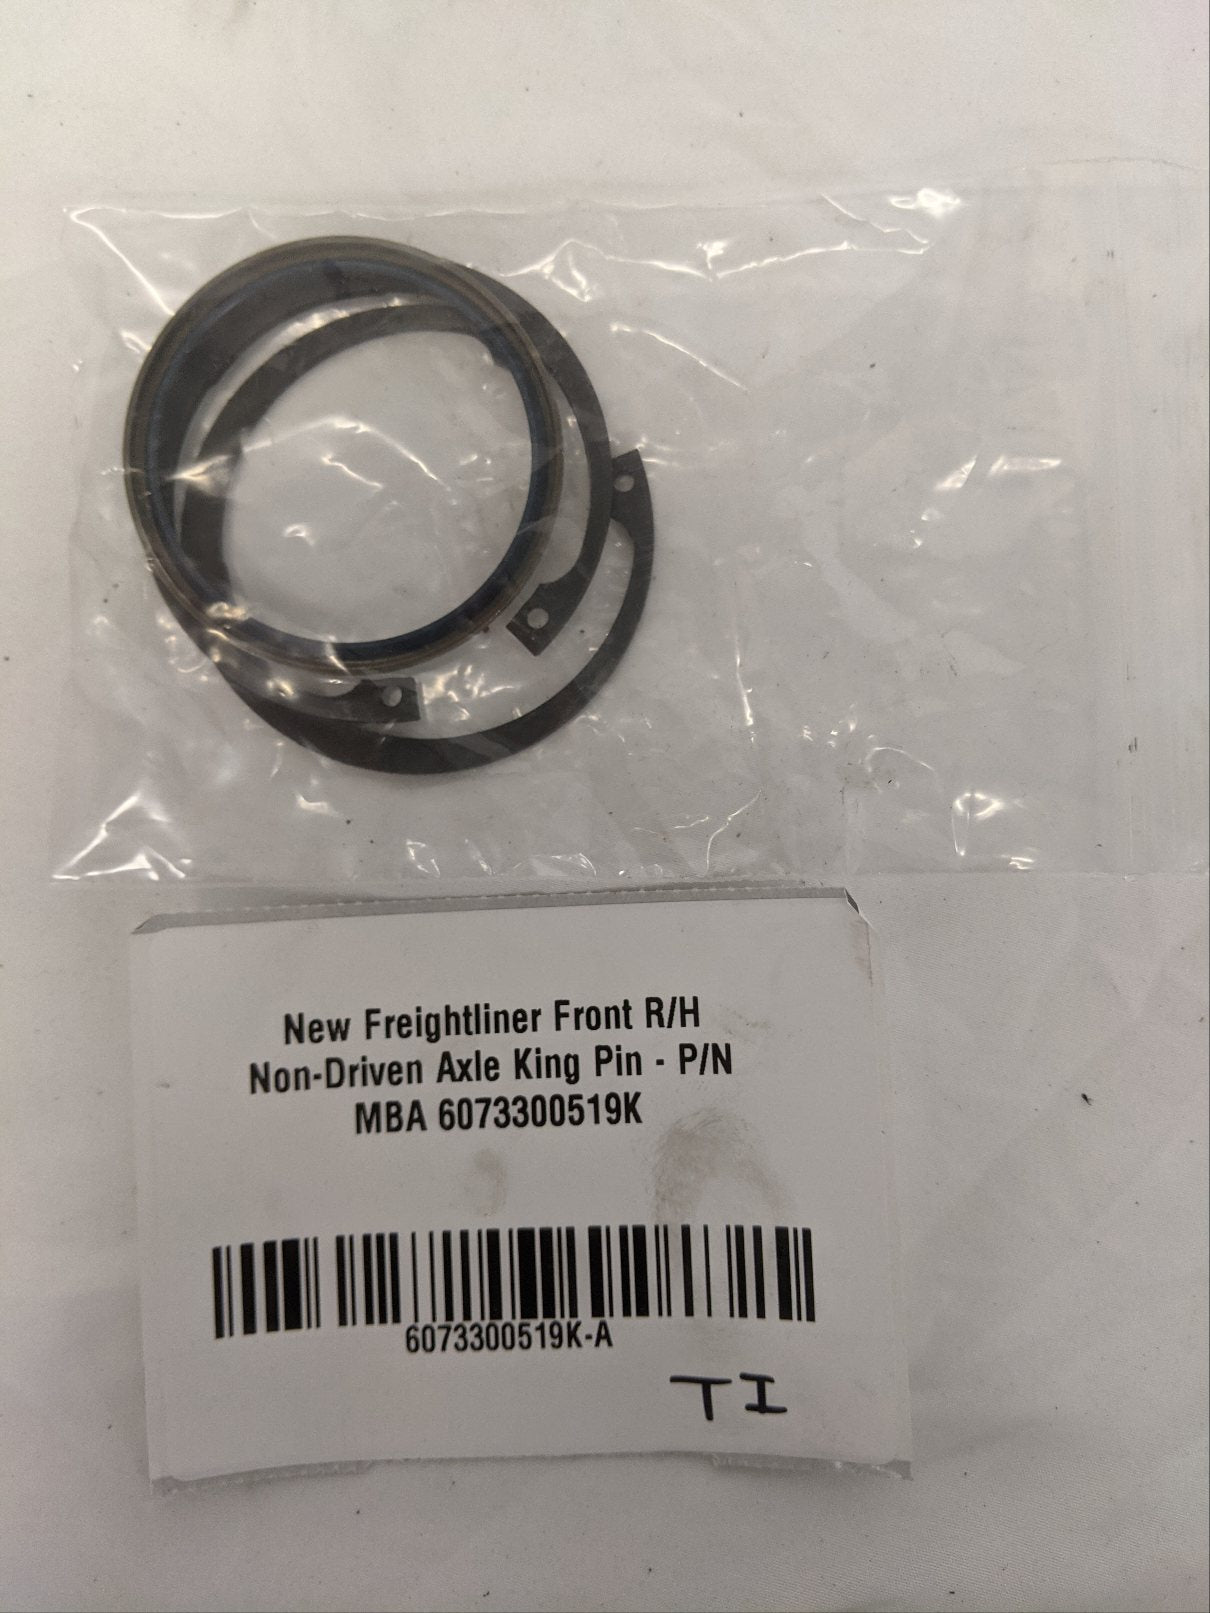 New Freightliner Front R/H
Non-Driven Axle King Pin - P/N
MBA 6073300519K
6073300519K-A
TI